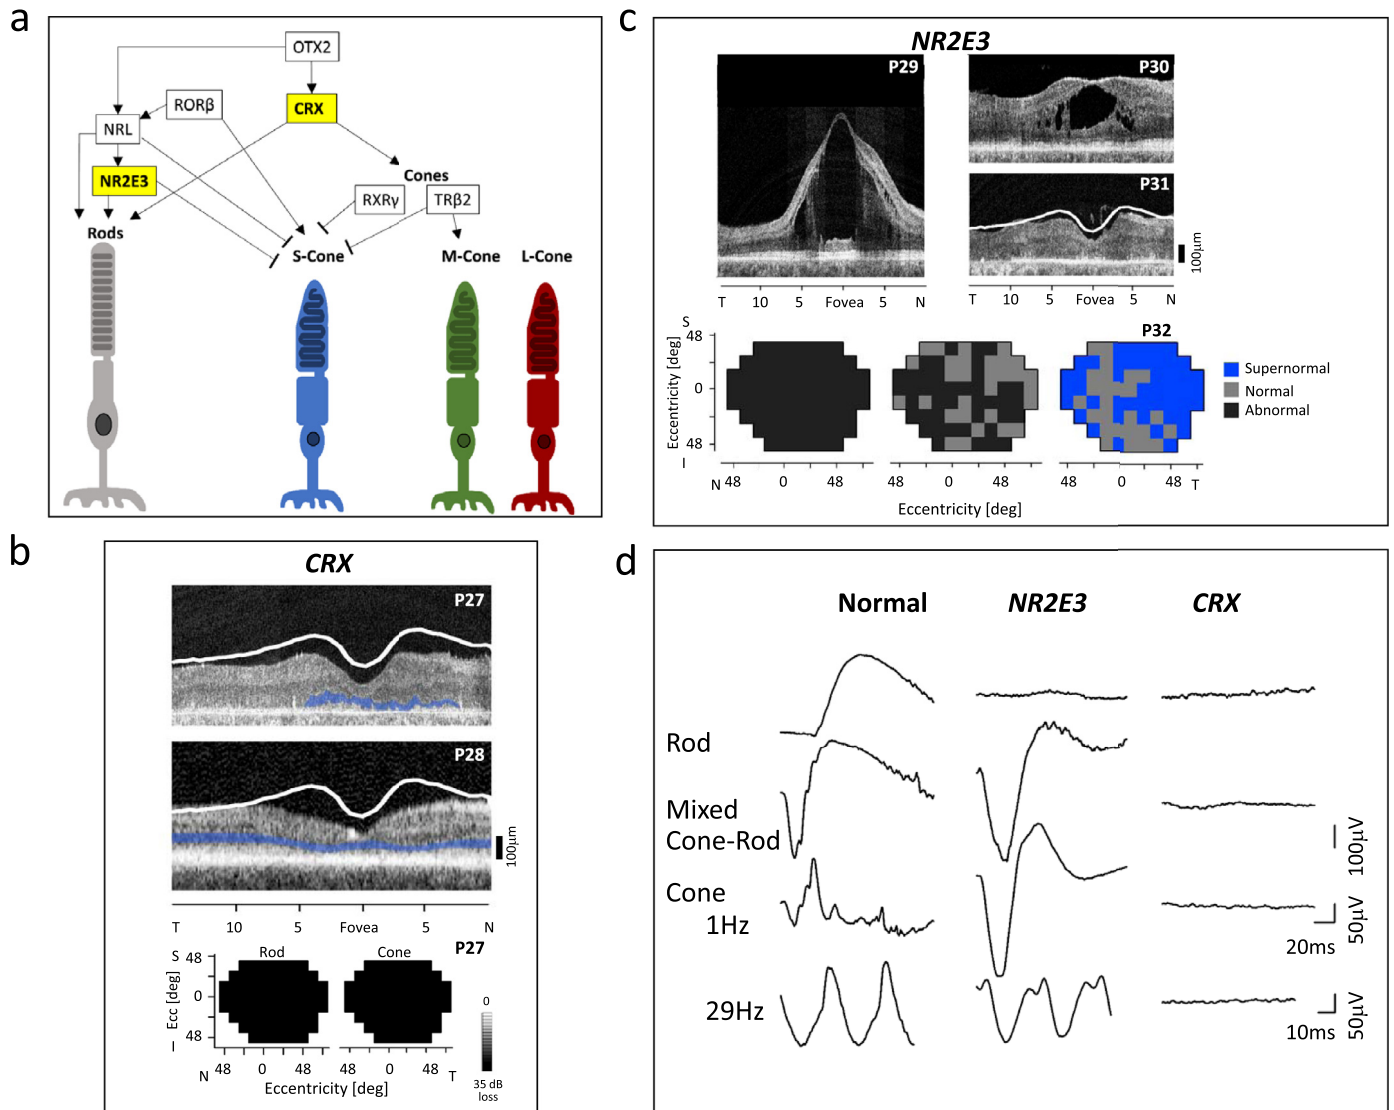 a
OTX2
RORβ
CRX
NRL
NR2E3
Cones
RXRγ
TRβ2
Rods
S-Cone
M-Cone
L-Cone
b
CRX
P27
P28
100μm
T
10
5
Fovea
5
N
P27
Rod
Cone
S
48
0
48
I
Ecc [deg]
N
48
0
48
48
0
48
T
Eccentricity [deg]
0
35 dB
loss
c
NR2E3
P29
P30
P31
100μm
T
10
5
Fovea
5
N
T
10
5
Fovea
5
N
P32
S
48
0
48
I
Eccentricity [deg]
N
48
0
48
48
0
48
48
0
48
T
Eccentricity [deg]
Supernormal
Normal
Abnormal
d
Normal
NR2E3
CRX
Rod
Mixed
Cone-Rod
Cone
1Hz
29Hz
100μV
50μV
20ms
50μV
10ms